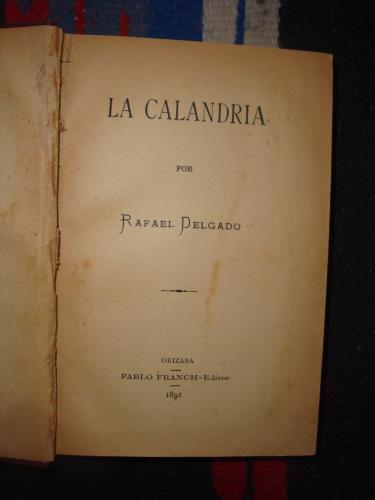 LA CALANDRIA
POR
RAFAEL DELGADO
ORIZABA
PABLO FRANCH-Editor
1891